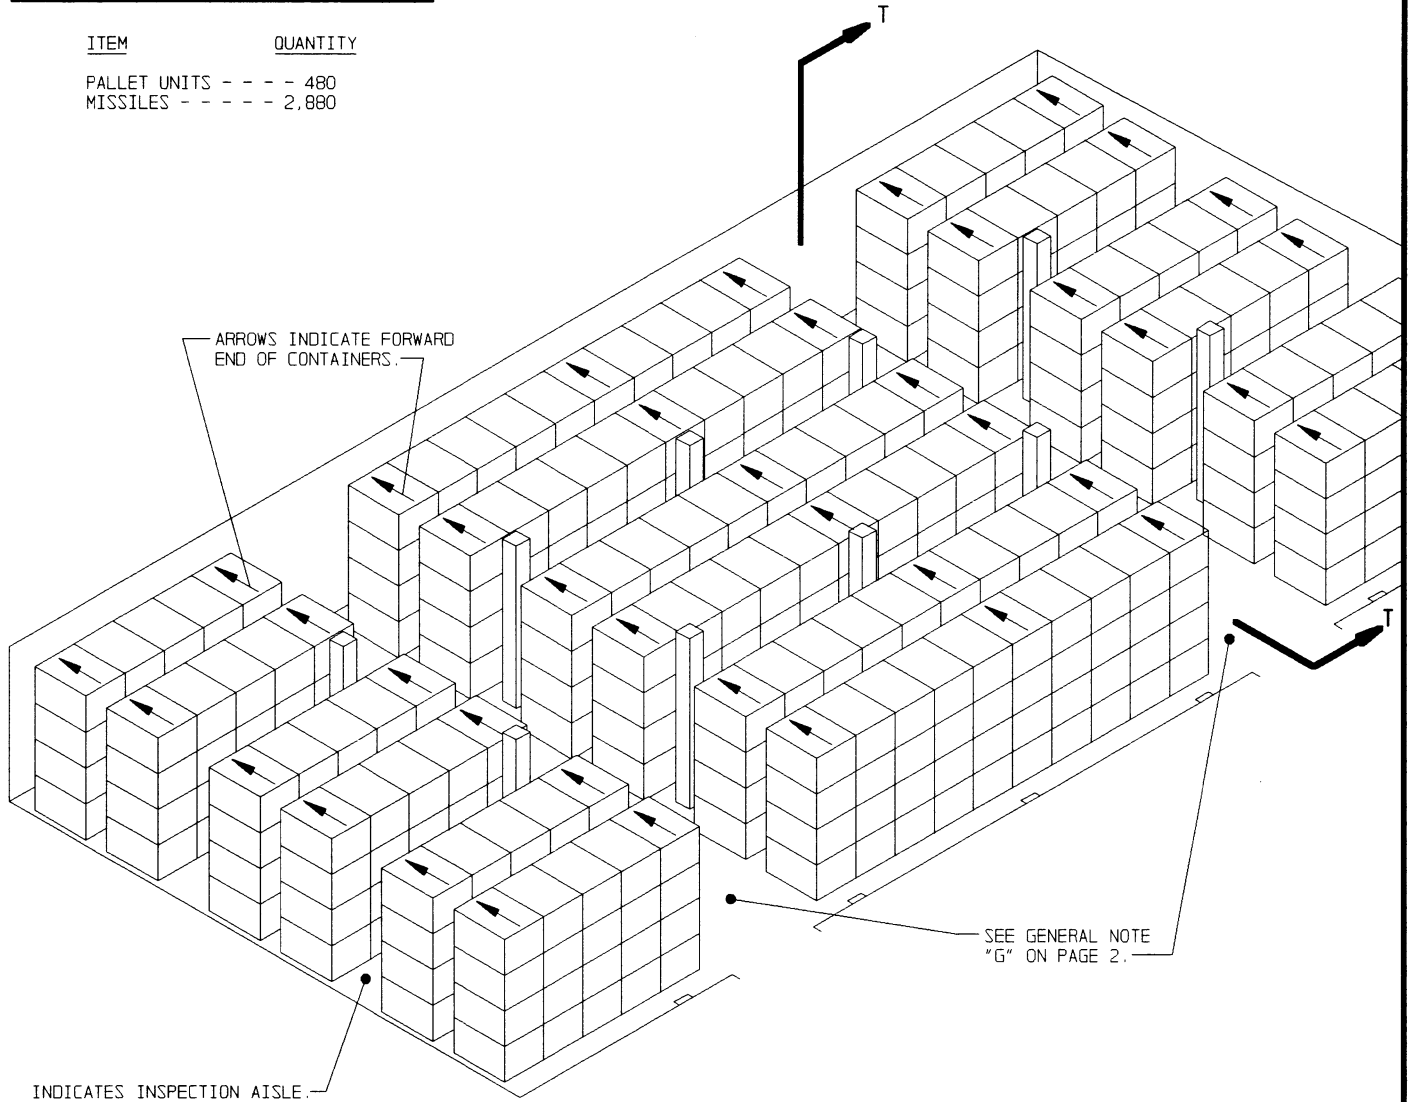 ITEM QUANTITY
PALLET UNITS - - - - 480
MISSILES - - - - - 2,880
T
ARROWS INDICATE FORWARD
END OF CONTAINERS.
T
SEE GENERAL NOTE
"G" ON PAGE 2.
INDICATES INSPECTION AISLE.